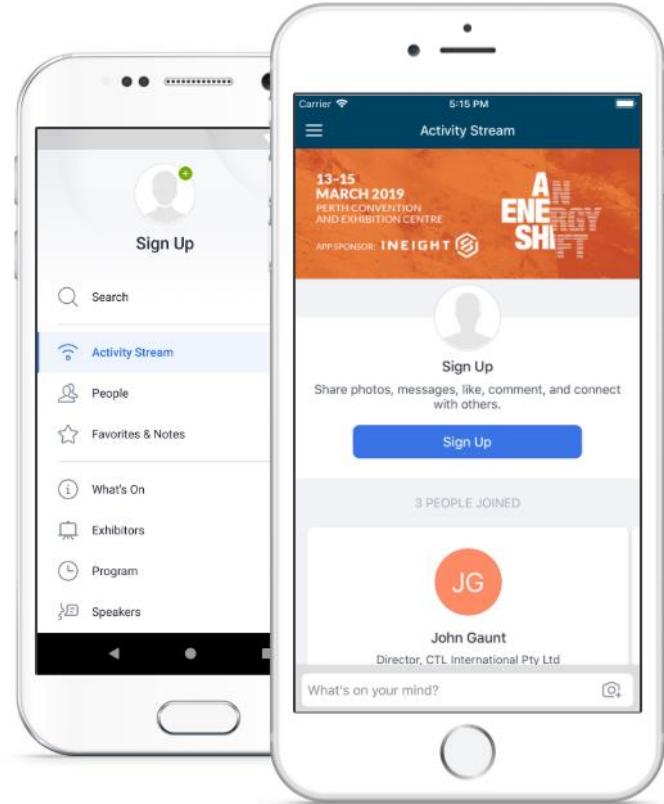 Sign Up
Search
Activity Stream
People
Favorites & Notes
What's On
Exhibitors
Program
Speakers
Carrier 5:15 PM
Activity Stream
13-15
MARCH 2019
PERTH CONVENTION
AND EXHIBITION CENTRE
APP SPONSOR: INEIGHT
AN
ENERGY
SHIFT
Sign Up
Share photos, messages, like, comment, and connect
with others.
Sign Up
3 PEOPLE JOINED
JG
John Gaunt
Director, CTL International Pty Ltd
What's on your mind?